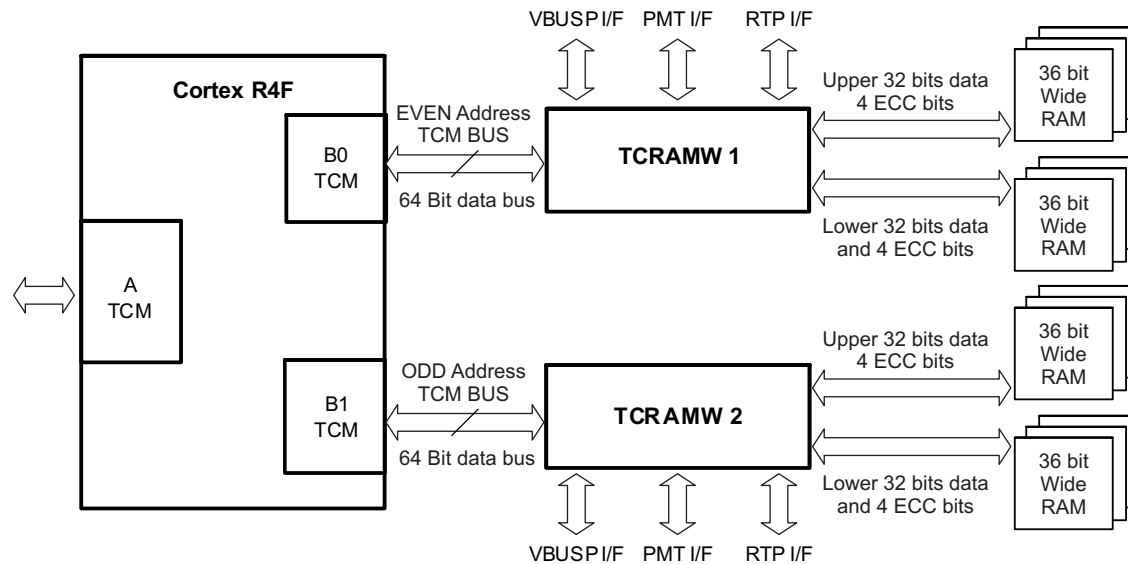 VBUSP I/F
PMT I/F
RTP I/F
Cortex R4F
B0
TCM
EVEN Address
TCM BUS
64 Bit data bus
TCRAMW 1
Upper 32 bits data
4 ECC bits
36 bit
Wide
RAM
Lower 32 bits data
and 4 ECC bits
36 bit
Wide
RAM
A
TCM
B1
TCM
ODD Address
TCM BUS
64 Bit data bus
TCRAMW 2
Upper 32 bits data
4 ECC bits
36 bit
Wide
RAM
Lower 32 bits data
and 4 ECC bits
36 bit
Wide
RAM
VBUSP I/F
PMT I/F
RTP I/F